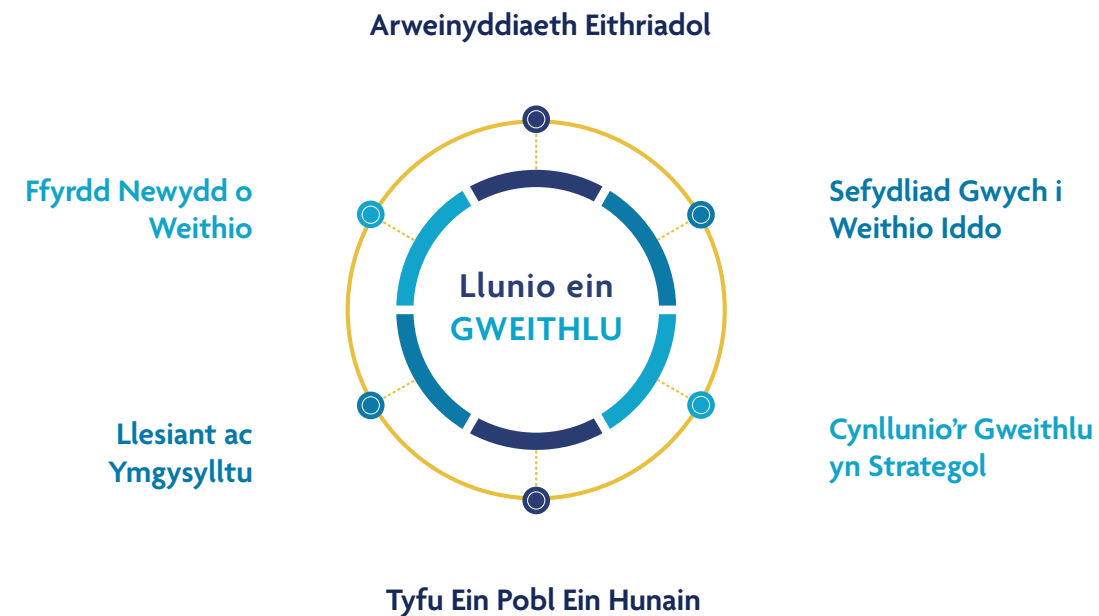 Arweinyddiaeth Eithriadol
Ffyrdd Newydd o
Weithio
Sefydliad Gwych i
Weithio Iddo
Llunio ein
GWEITHLU
Llesiant ac
Ymgysylltu
Cynllunio’r Gweithlu
yn Strategol
Tyfu Ein Pobl Ein Hunain